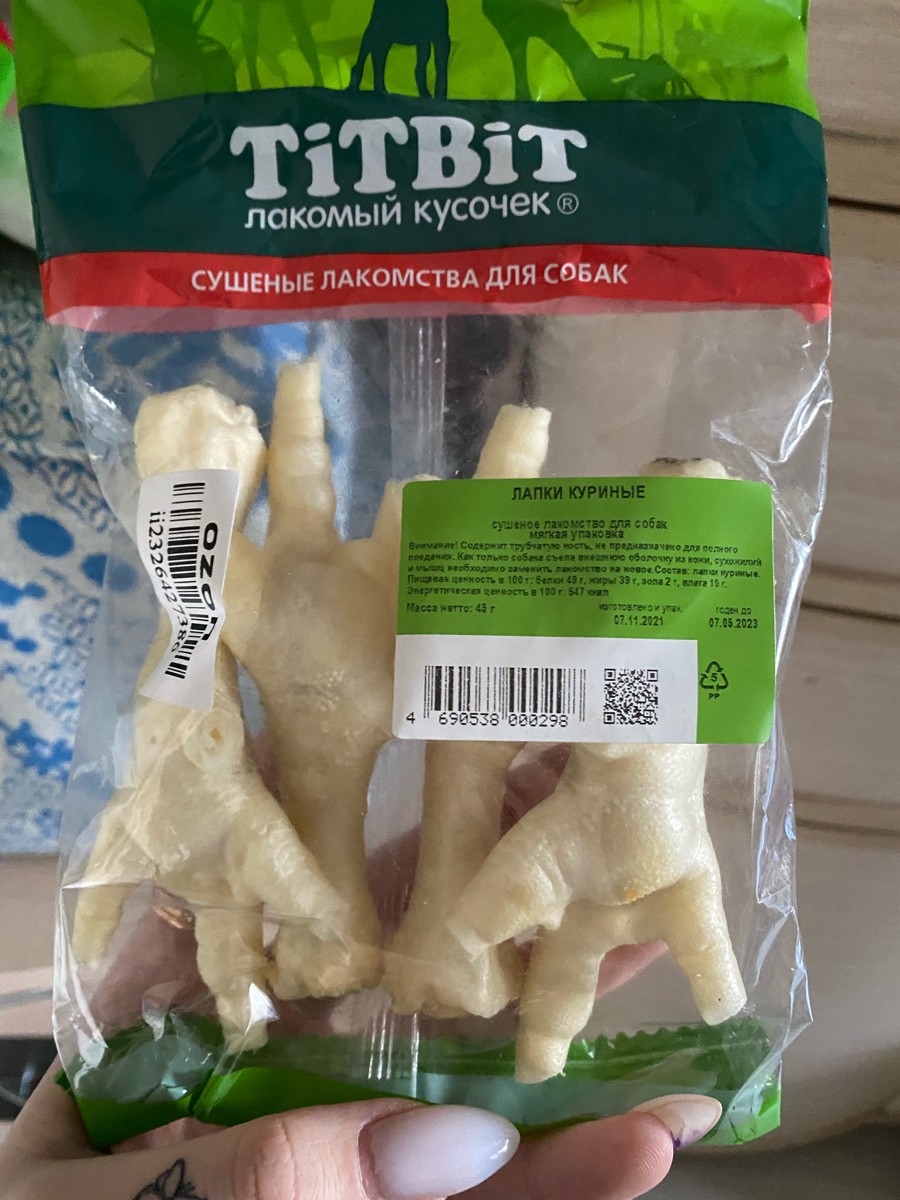 TiTBiT
лакомый кусочек®
СУШЕНЫЕ ЛАКОМСТВА ДЛЯ СОБАК
ЛАПКИ КУРИНЫЕ
сушеное лакомство для собак
мягкая упаковка
Внимание! Содержит трубчатую кость, не предназначено для полного
поедания. Как только собака съела внешнюю оболочку из кожи, сухожилий
и мышц необходимо заменить лакомство на новое.Состав: лапки куриные.
Пищевая ценность в 100 г: белки 49 г, жиры 39 г, зола 2 г, влага 10 г.
Энергетическая ценность в 100 г: 547 ккал
Масса нетто: 45 г
изготовлено и упак.
07.11.2021
годен до
07.05.2023
4 690538 000298
5
PP
ozon
ii2326427386